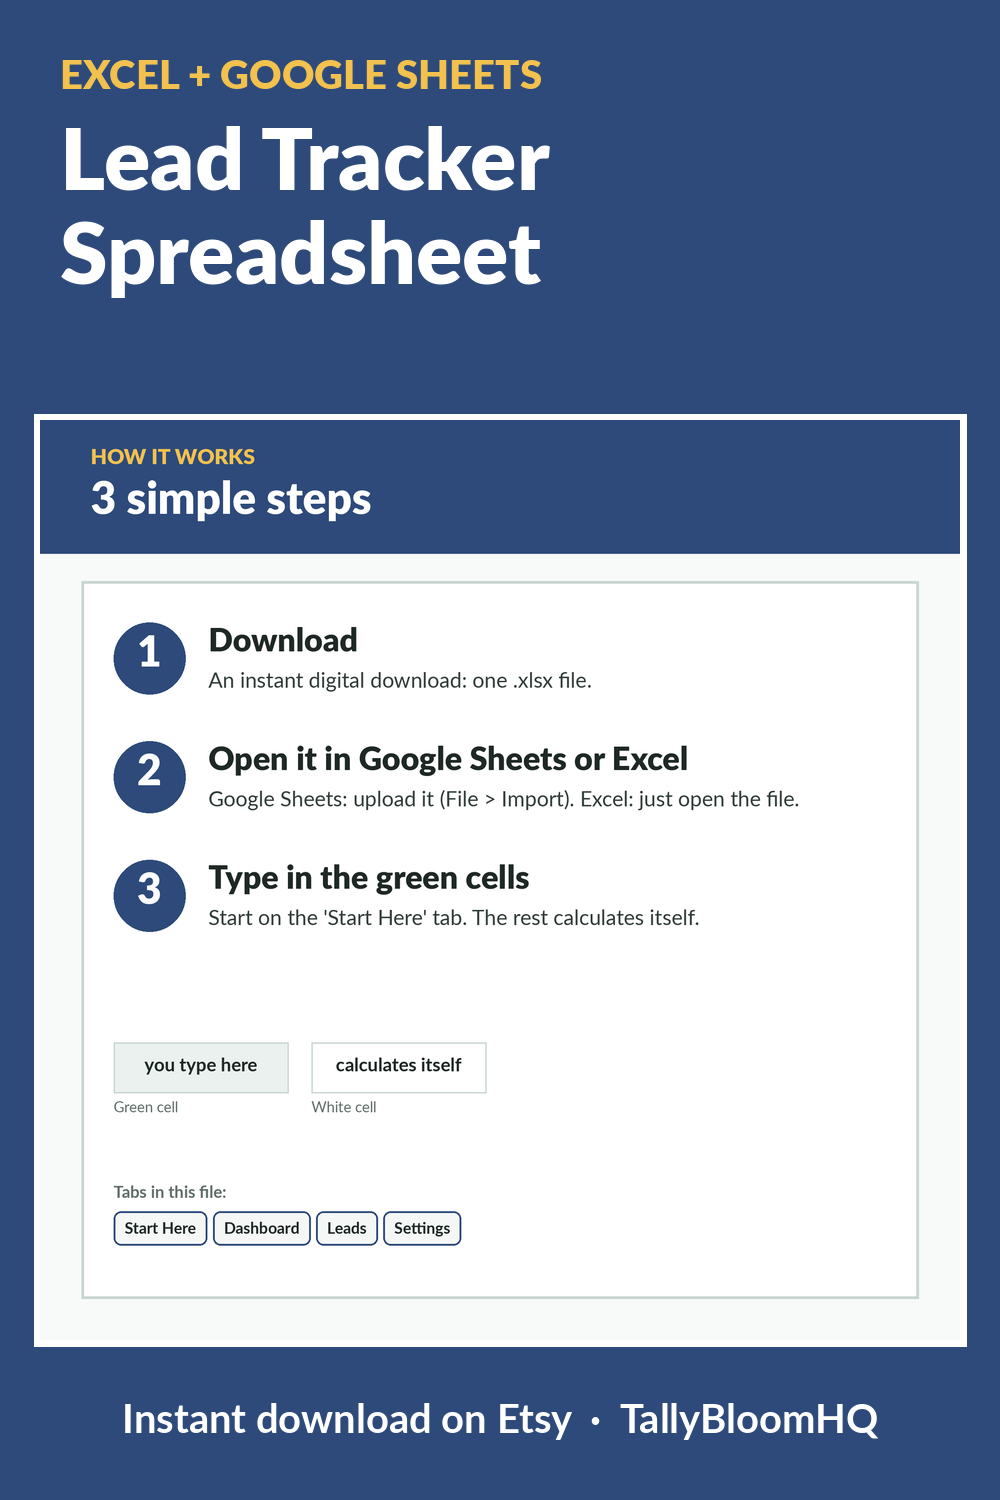 EXCEL + GOOGLE SHEETS
Lead Tracker
Spreadsheet
HOW IT WORKS
3 simple steps
1
Download
An instant digital download: one .xlsx file.
2
Open it in Google Sheets or Excel
Google Sheets: upload it (File > Import). Excel: just open the file.
3
Type in the green cells
Start on the 'Start Here' tab. The rest calculates itself.
you type here calculates itself
Green cell White cell
Tabs in this file:
Start Here Dashboard Leads Settings
Instant download on Etsy · TallyBloomHQ